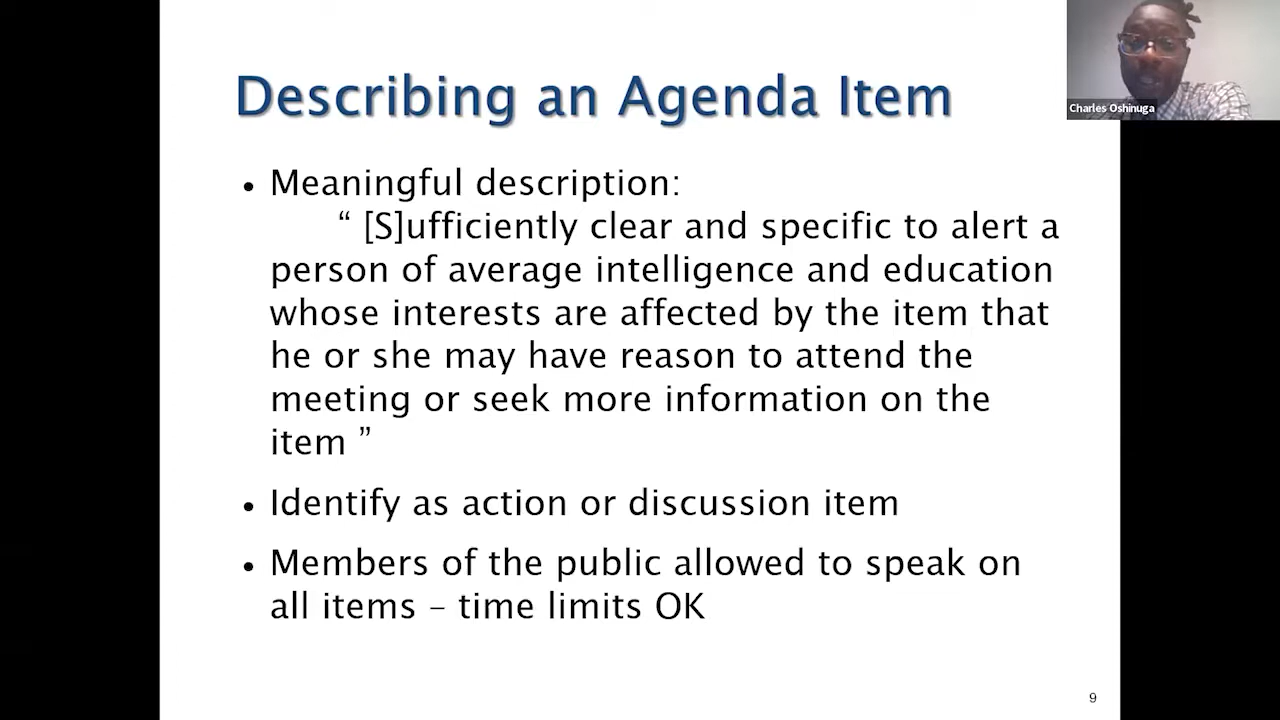 Describing an Agenda Item
Charles Oshinuga
• Meaningful description:
“ [S]ufficiently clear and specific to alert a
person of average intelligence and education
whose interests are affected by the item that
he or she may have reason to attend the
meeting or seek more information on the
item ”
• Identify as action or discussion item
• Members of the public allowed to speak on
all items – time limits OK
9